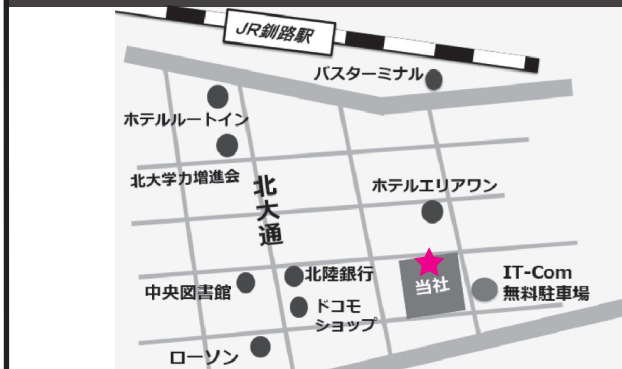 JR釧路駅
バスターミナル
ホテルルートイン
北大学力増進会
北大通
ホテルエリアワン
中央図書館
北陸銀行
ドコモ
ショップ
当社
IT-Com
無料駐車場
ローソン